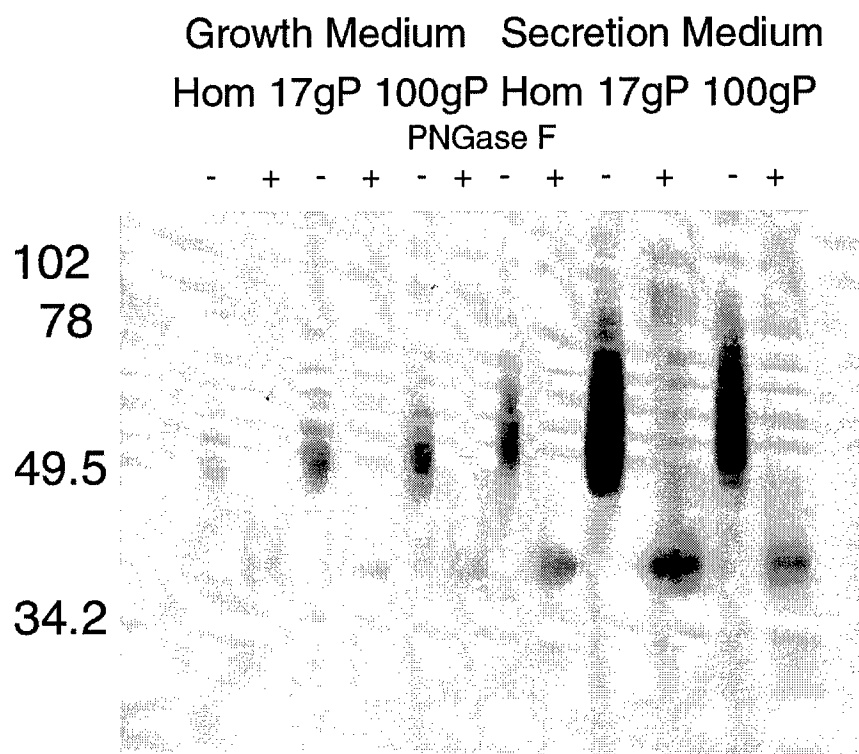 Growth Medium Secretion Medium
Hom 17gP 100gP Hom 17gP 100gP
PNGase F
- + - + - + - + - + - +
102
78
49.5
34.2